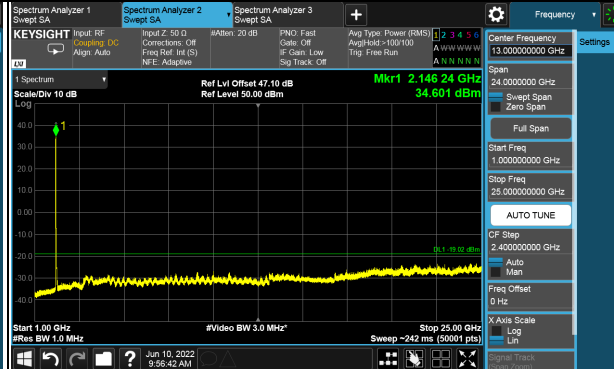 Spectrum Analyzer 1
Swept SA
Spectrum Analyzer 2
Swept SA
Spectrum Analyzer 3
Swept SA
+
Frequency
KEYSIGHT
Input: RF
Coupling: DC
Align: Auto
Input Z: 50 Ω
Corrections: Off
Freq Ref: Int (S)
NFE: Adaptive
#Atten: 20 dB
PNO: Fast
Gate: Off
IF Gain: Low
Sig Track: Off
Avg Type: Power (RMS)
Avg|Hold:>100/100
Trig: Free Run
1 2 3 4 5 6
A W W W W W
A N N N N N
LXI
1 Spectrum
Scale/Div 10 dB
Log
Ref Lvl Offset 47.10 dB
Ref Level 50.00 dBm
Mkr1 2.146 24 GHz
34.601 dBm
40.0
30.0
20.0
10.0
0.00
-10.0
-20.0
-30.0
-40.0
1
DL1 -19.02 dBm
Start 1.00 GHz
#Res BW 1.0 MHz
#Video BW 3.0 MHz*
Stop 25.00 GHz
Sweep ~242 ms (50001 pts)
?
Jun 10, 2022
9:56:42 AM
Center Frequency
13.000000000 GHz
Settings
Span
24.0000000 GHz
Swept Span
Zero Span
Full Span
Start Freq
1.000000000 GHz
Stop Freq
25.000000000 GHz
AUTO TUNE
CF Step
2.400000000 GHz
Auto
Man
Freq Offset
0 Hz
X Axis Scale
Log
Lin
Signal Track
(Span Zoom)